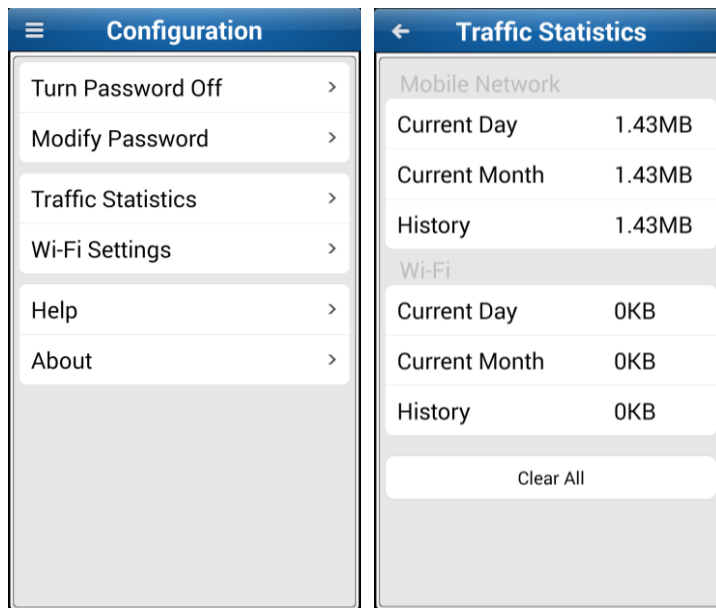 Configuration
Turn Password Off
Modify Password
Traffic Statistics
Wi-Fi Settings
Help
About
Traffic Statistics
Mobile Network
Current Day 1.43MB
Current Month 1.43MB
History 1.43MB
Wi-Fi
Current Day 0KB
Current Month 0KB
History 0KB
Clear All